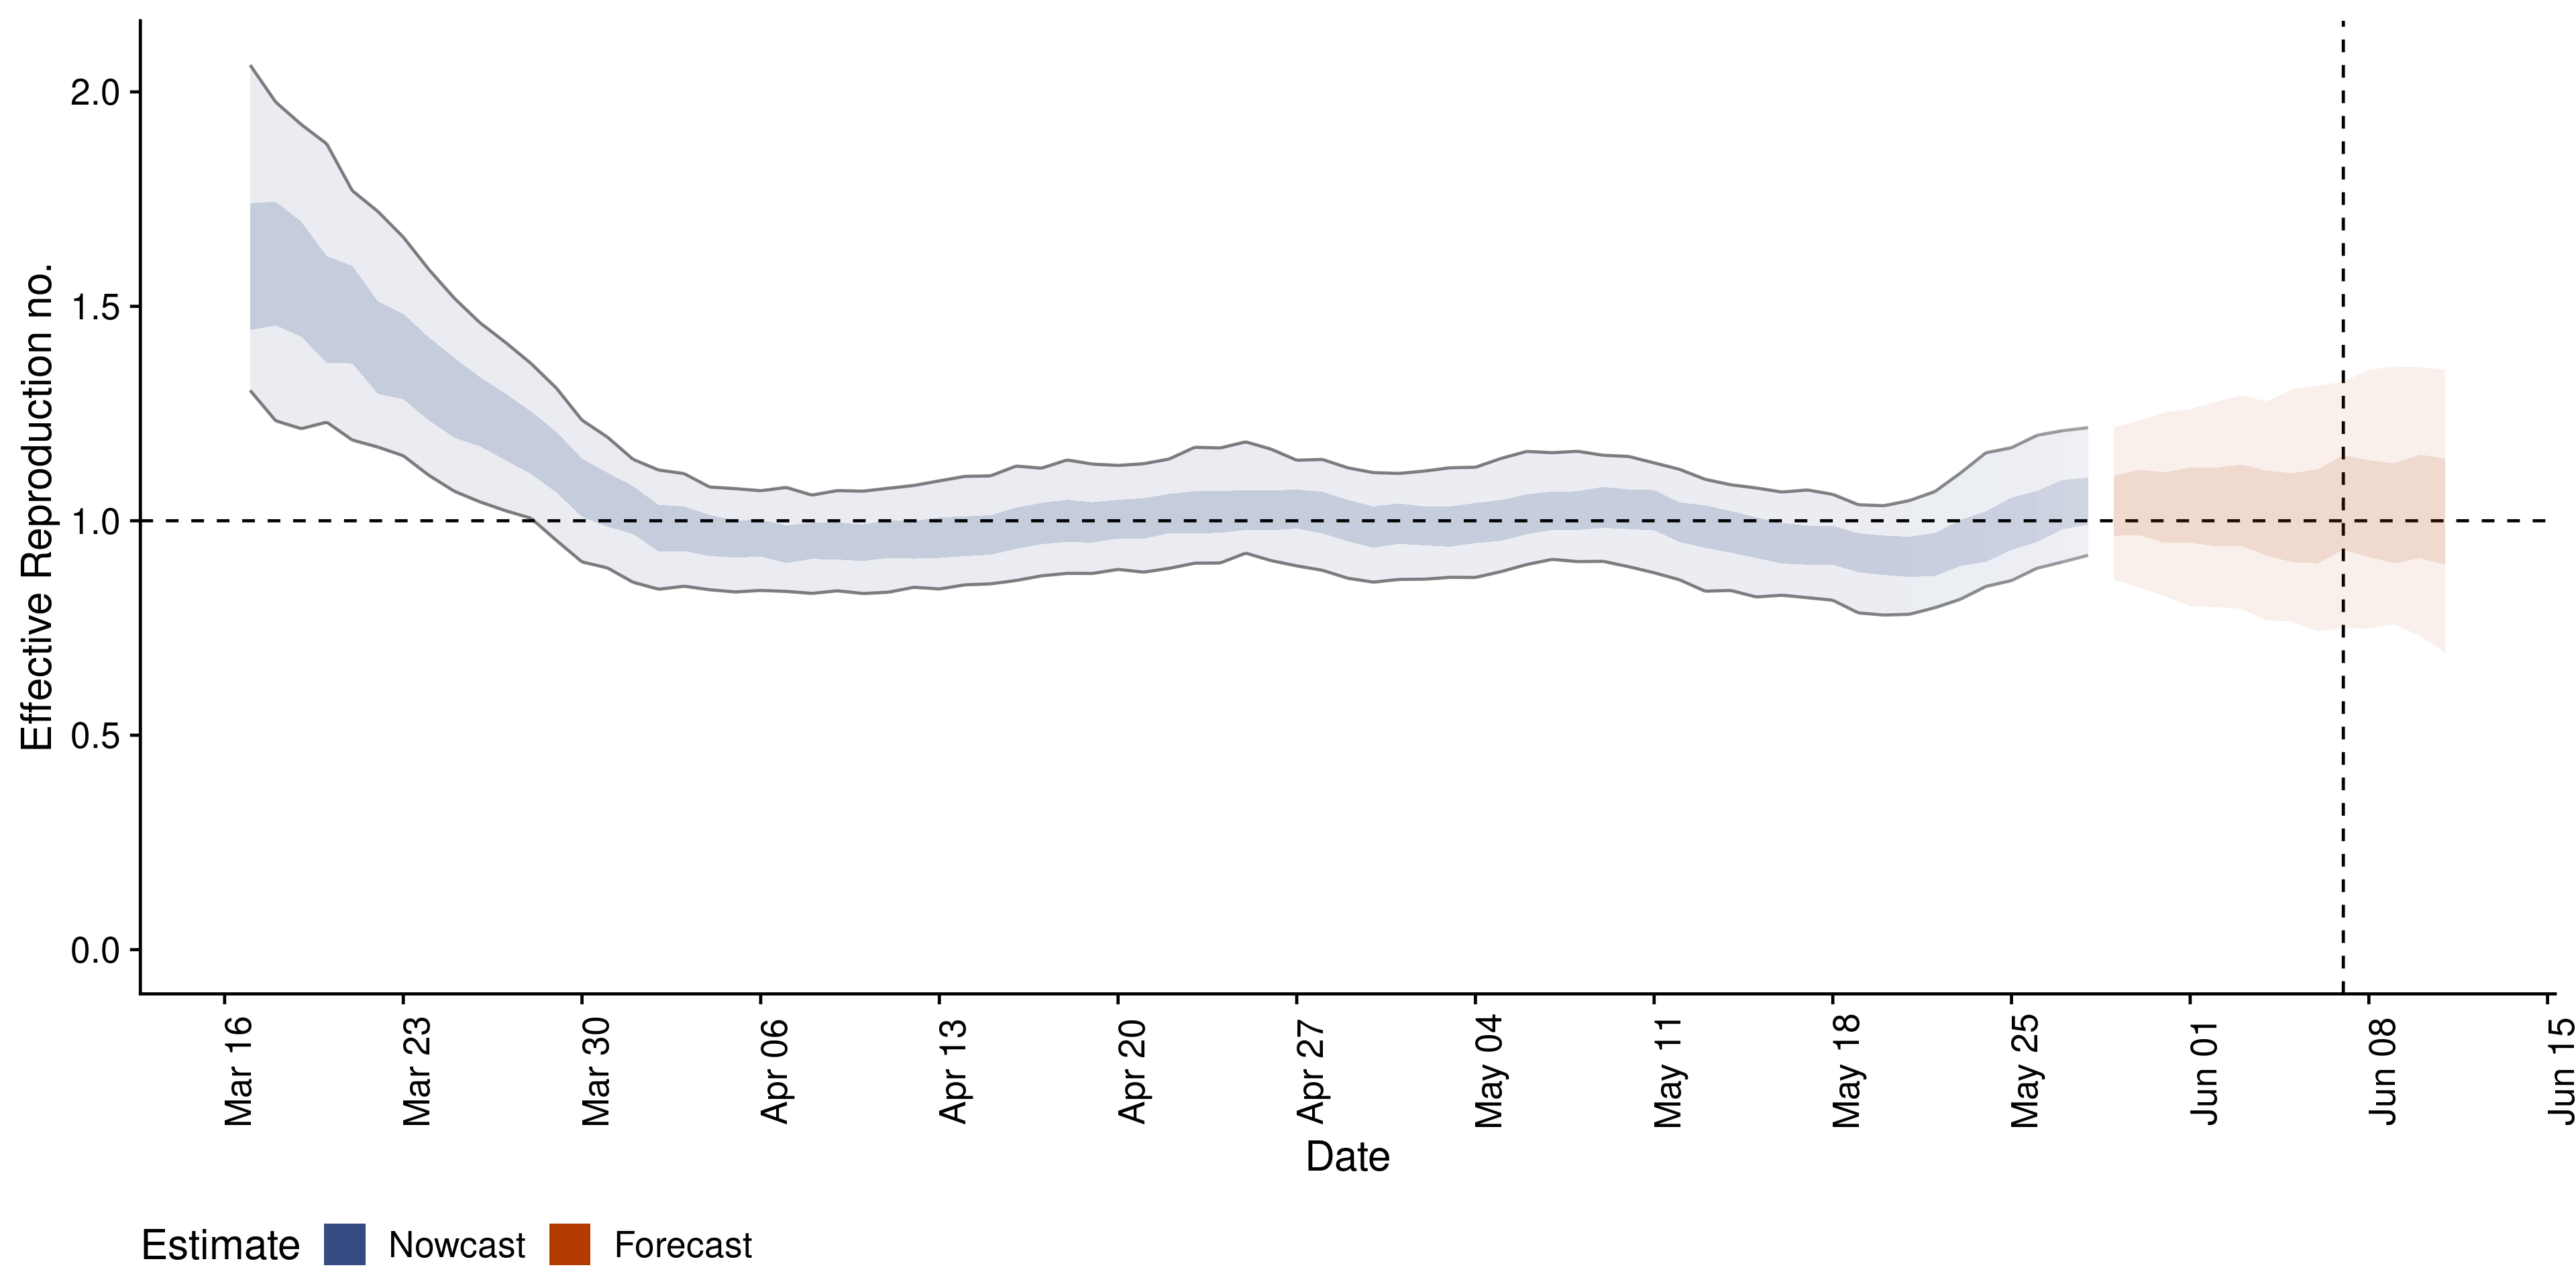 Effective Reproduction no.
2.0
1.5
1.0
0.5
0.0
Mar 16
Mar 23
Mar 30
Apr 06
Apr 13
Apr 20
Apr 27
May 04
May 11
May 18
May 25
Jun 01
Jun 08
Jun 15
Date
Estimate Nowcast Forecast